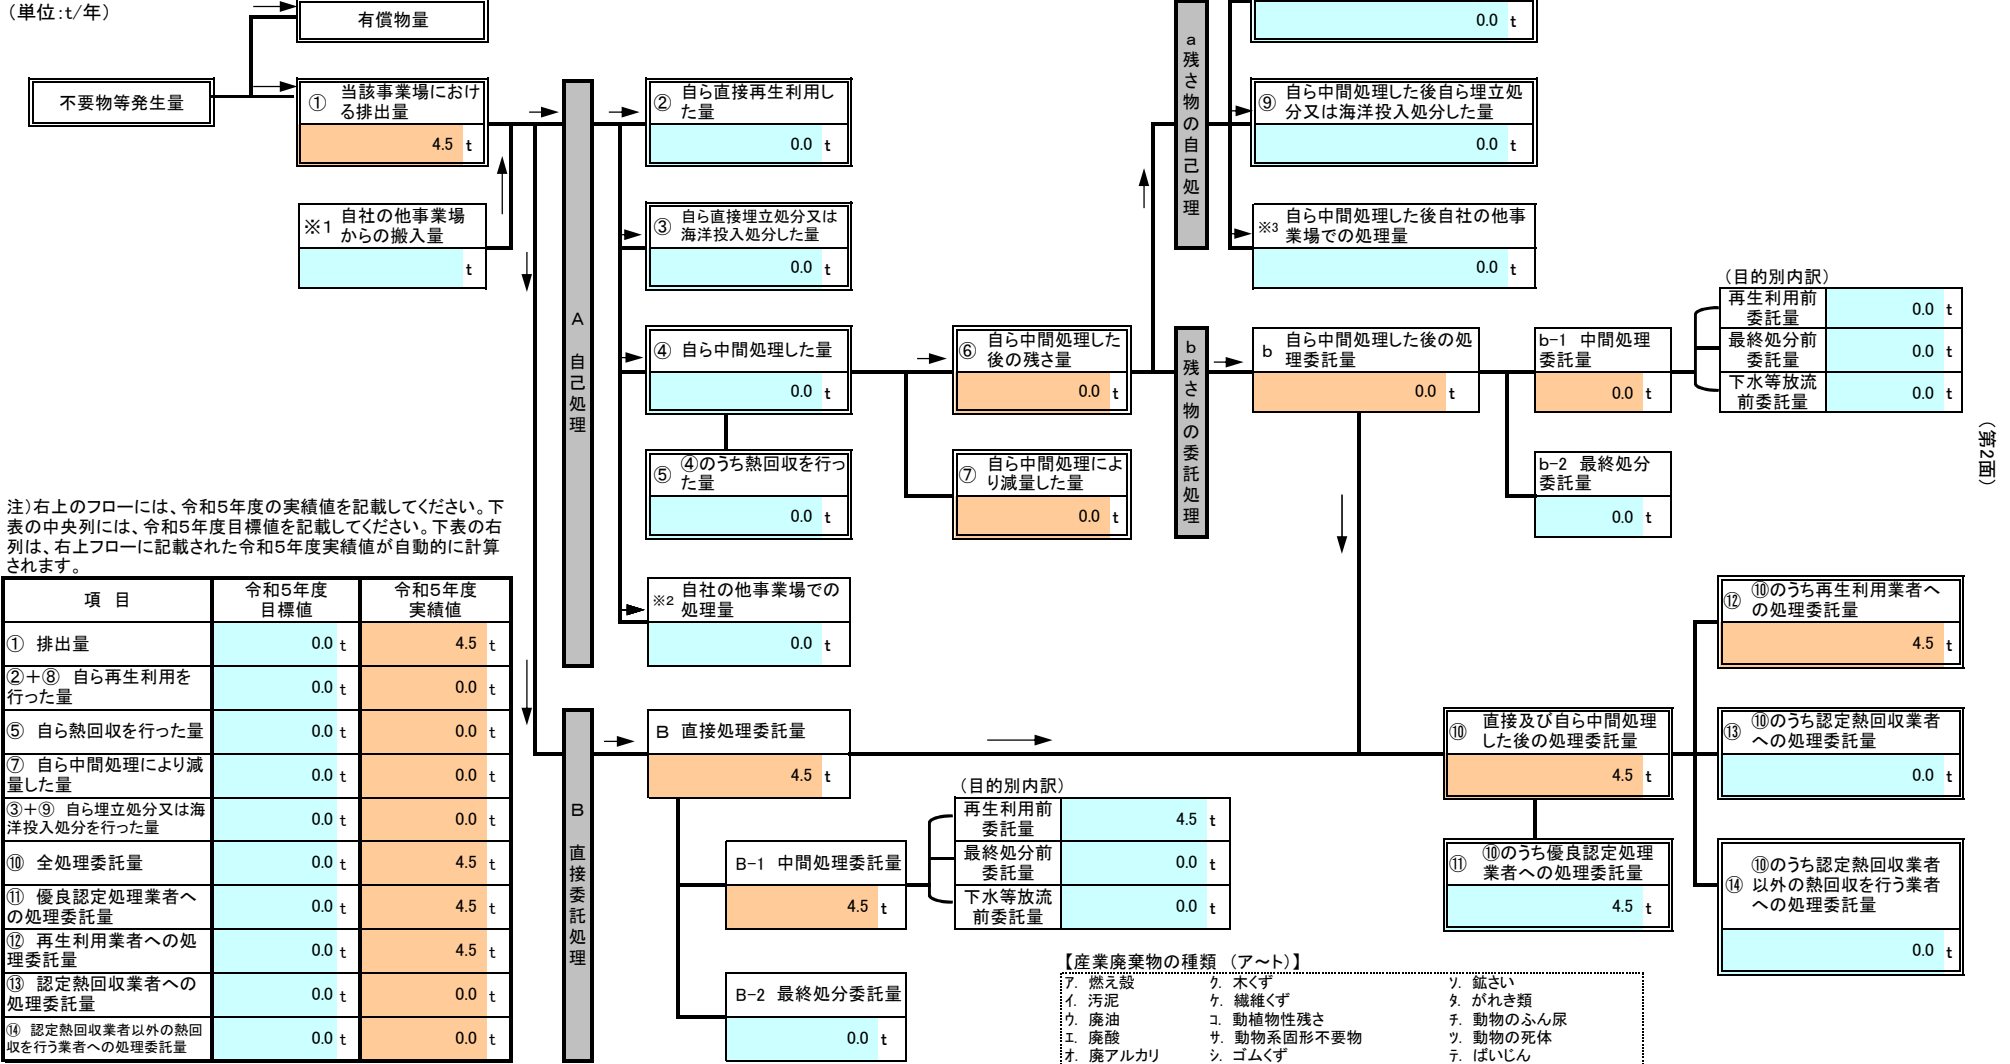 (単位:t/年)
有償物量
不要物等発生量
① 当該事業場におけ
る排出量
4.5 t
※1 自社の他事業場
からの搬入量
t
A 自己処理
② 自ら直接再生利用し
た量
0.0 t
③ 自ら直接埋立処分又は
海洋投入処分した量
0.0 t
④ 自ら中間処理した量
0.0 t
⑤ ④のうち熱回収を行っ
た量
0.0 t
※2 自社の他事業場での
処理量
0.0 t
⑥ 自ら中間処理した
後の残さ量
0.0 t
⑦ 自ら中間処理によ
り減量した量
0.0 t
a 残さ物の自己処理
0.0 t
⑨ 自ら中間処理した後自ら埋立処
分又は海洋投入処分した量
0.0 t
※3 自ら中間処理した後自社の他事
業場での処理量
0.0 t
b 残さ物の委託処理
b 自ら中間処理した後の処
理委託量
0.0 t
b-1 中間処理
委託量
0.0 t
b-2 最終処分
委託量
0.0 t
(目的別内訳)
再生利用前
委託量
0.0 t
最終処分前
委託量
0.0 t
下水等放流
前委託量
0.0 t
(第2面)
注)右上のフローには、令和5年度の実績値を記載してください。下
表の中央列には、令和5年度目標値を記載してください。下表の右
列は、右上フローに記載された令和5年度実績値が自動的に計算
されます。
項 目 令和5年度 目標値 令和5年度 実績値
① 排出量 0.0 t 4.5 t
②+⑧ 自ら再生利用を
行った量 0.0 t 0.0 t
⑤ 自ら熱回収を行った量 0.0 t 0.0 t
⑦ 自ら中間処理により減
量した量 0.0 t 0.0 t
③+⑨ 自ら埋立処分又は海
洋投入処分を行った量 0.0 t 0.0 t
⑩ 全処理委託量 0.0 t 4.5 t
⑪ 優良認定処理業者へ
の処理委託量 0.0 t 4.5 t
⑫ 再生利用業者への処
理委託量 0.0 t 4.5 t
⑬ 認定熱回収業者への
処理委託量 0.0 t 0.0 t
⑭ 認定熱回収業者以外の熱回
収を行う業者への処理委託量 0.0 t 0.0 t
B 直接委託処理
B 直接処理委託量
4.5 t
B-1 中間処理委託量
4.5 t
B-2 最終処分委託量
0.0 t
(目的別内訳)
再生利用前
委託量
4.5 t
最終処分前
委託量
0.0 t
下水等放流
前委託量
0.0 t
⑩ 直接及び自ら中間処理
した後の処理委託量
4.5 t
⑪ ⑩のうち優良認定処理
業者への処理委託量
4.5 t
⑫ ⑩のうち再生利用業者へ
の処理委託量
4.5 t
⑬ ⑩のうち認定熱回収業者
への処理委託量
0.0 t
⑭ ⑩のうち認定熱回収業者
以外の熱回収を行う業者
への処理委託量
0.0 t
【産業廃棄物の種類 (ア~ト)】
ア. 燃え殻 ク. 木くず ソ. 鉱さい
イ. 汚泥 ケ. 繊維くず タ. がれき類
ウ. 廃油 コ. 動植物性残さ チ. 動物のふん尿
エ. 廃酸 サ. 動物系固形不要物 ツ. 動物の死体
オ. 廃アルカリ シ. ゴムくず テ. ばいじん